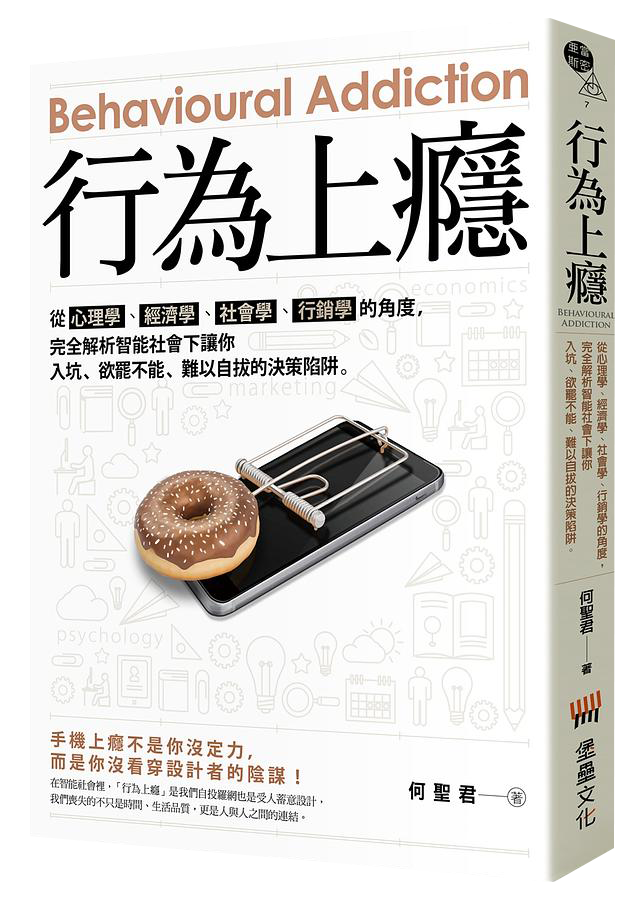 Behavioural Addiction
行為上癮
從 心理學、經濟學、社會學、行銷學 的角度，
完全解析智能社會下讓你
入坑、欲罷不能、難以自拔的決策陷阱。
economics
marketing
psychology
手機上癮不是你沒定力，
而是你沒看穿設計者的陰謀！
在智能社會裡，「行為上癮」是我們自投羅網也是受人蓄意設計，
我們喪失的不只是時間、生活品質，更是人與人之間的連結。
何聖君——著
亞當
斯密
7
行為上癮
BEHAVIOURAL
ADDICTION
從心理學、經濟學、社會學、行銷學的角度，
完全解析智能社會下讓你
入坑、欲罷不能、難以自拔的決策陷阱。
何聖君——著
堡壘文化